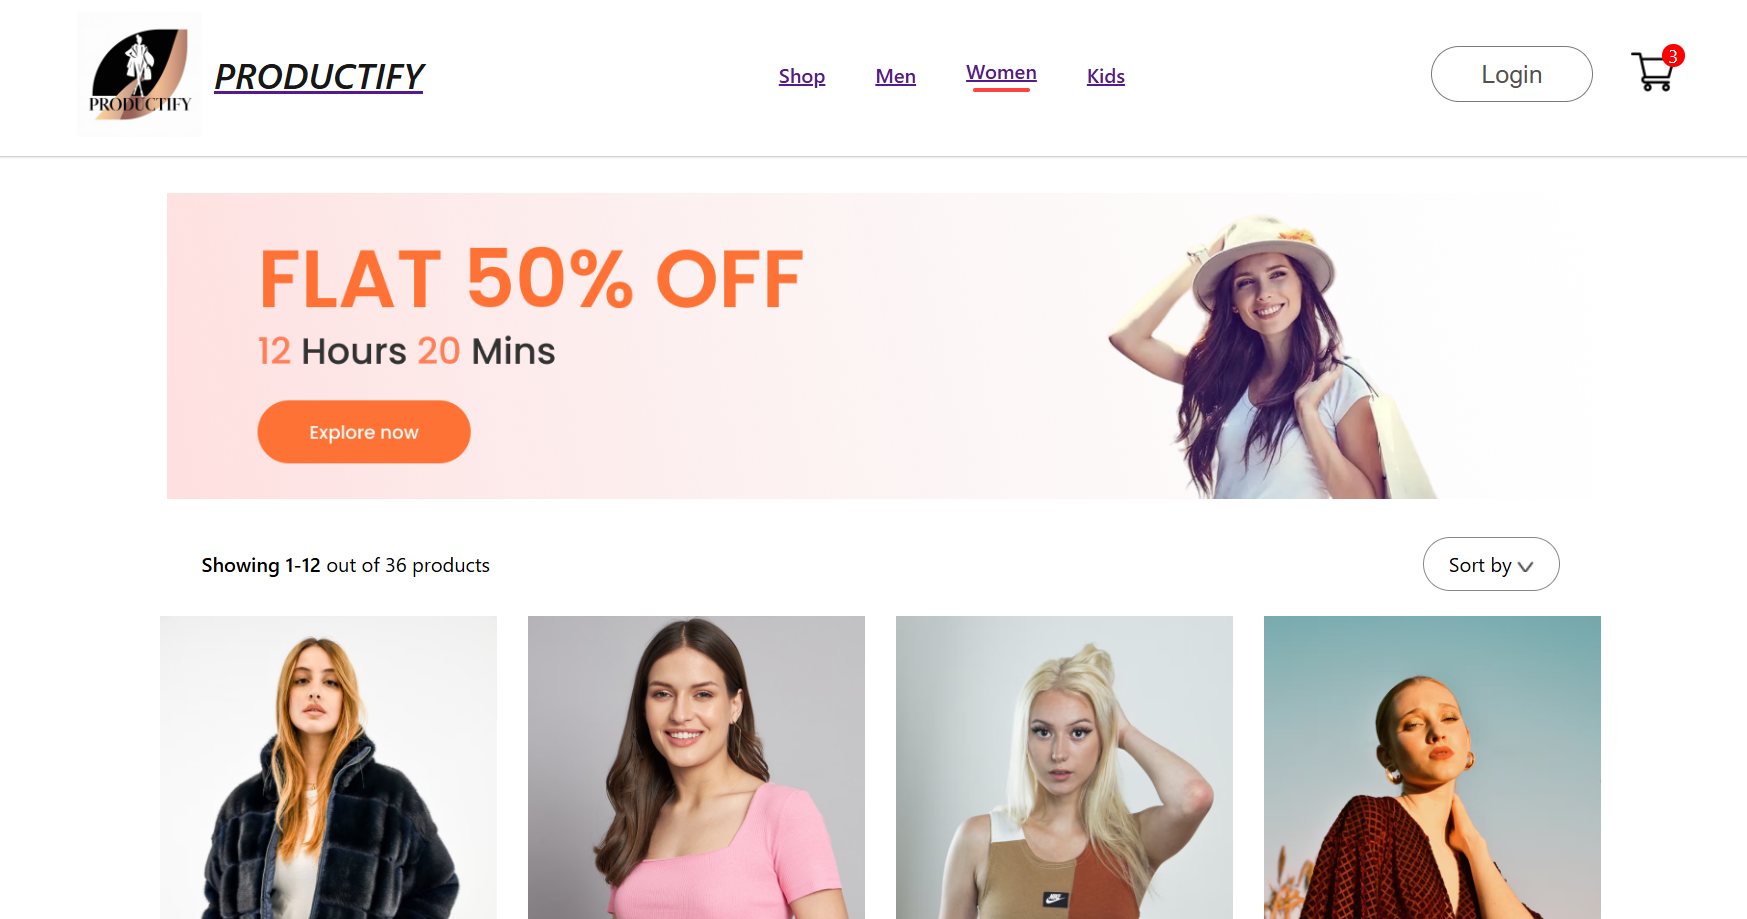 PRODUCTIFY
PRODUCTIFY
Shop Men Women Kids
Login
3
FLAT 50% OFF
12 Hours 20 Mins
Explore now
Showing 1-12 out of 36 products
Sort by
NIKE